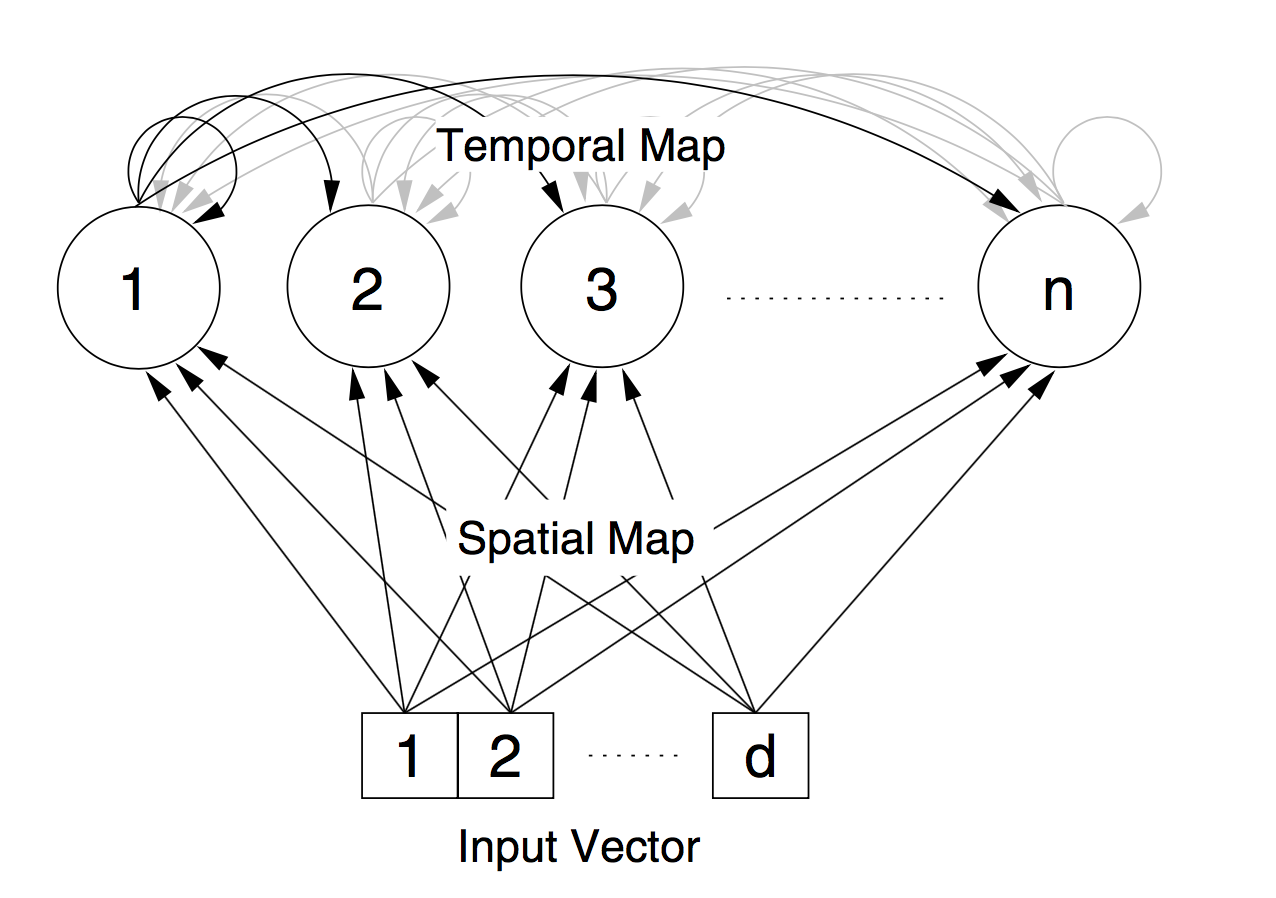 Temporal Map
1 2 3 n
Spatial Map
1 2 d
Input Vector